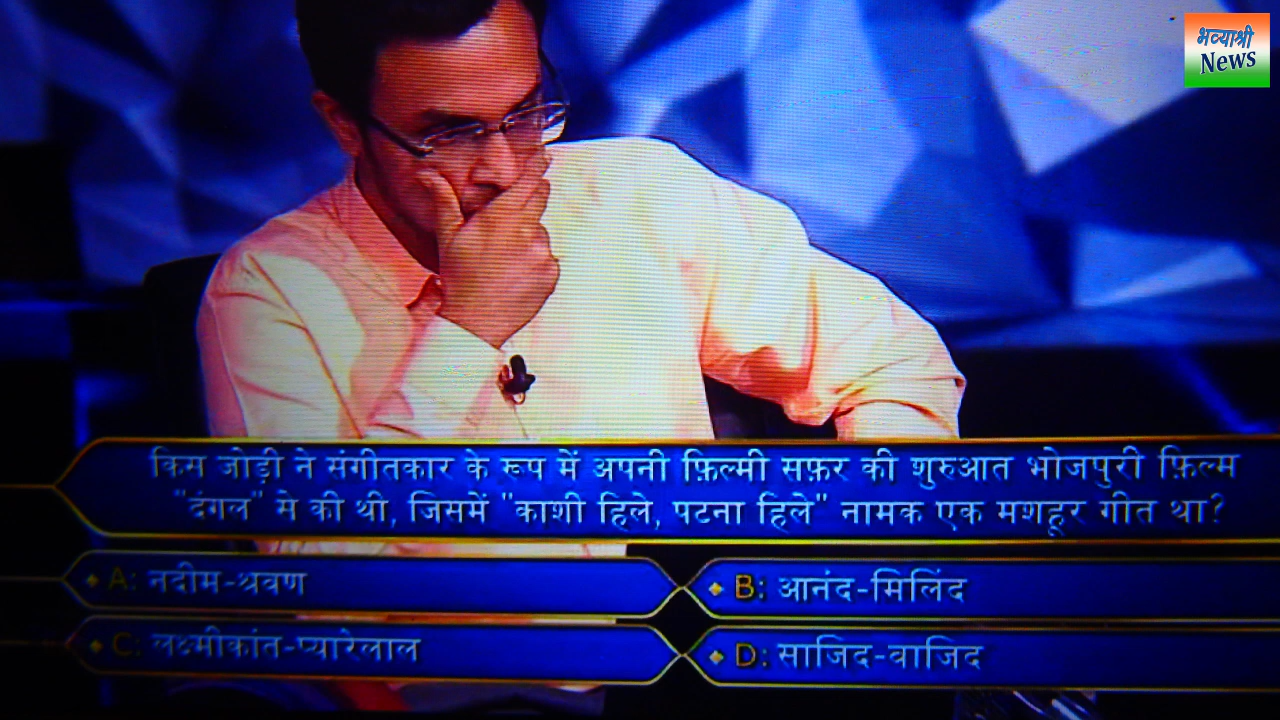 भव्याश्री
News
किस जोड़ी ने संगीतकार के रूप में अपनी फ़िल्मी सफ़र की शुरुआत भोजपुरी फ़िल्म
"दंगल" से की थी, जिसमें "काशी हिले, पटना हिले" नामक एक मशहूर गीत था?
A: नदीम-श्रवण
B: आनंद-मिलिंद
C: लक्ष्मीकांत-प्यारेलाल
D: साजिद-वाजिद